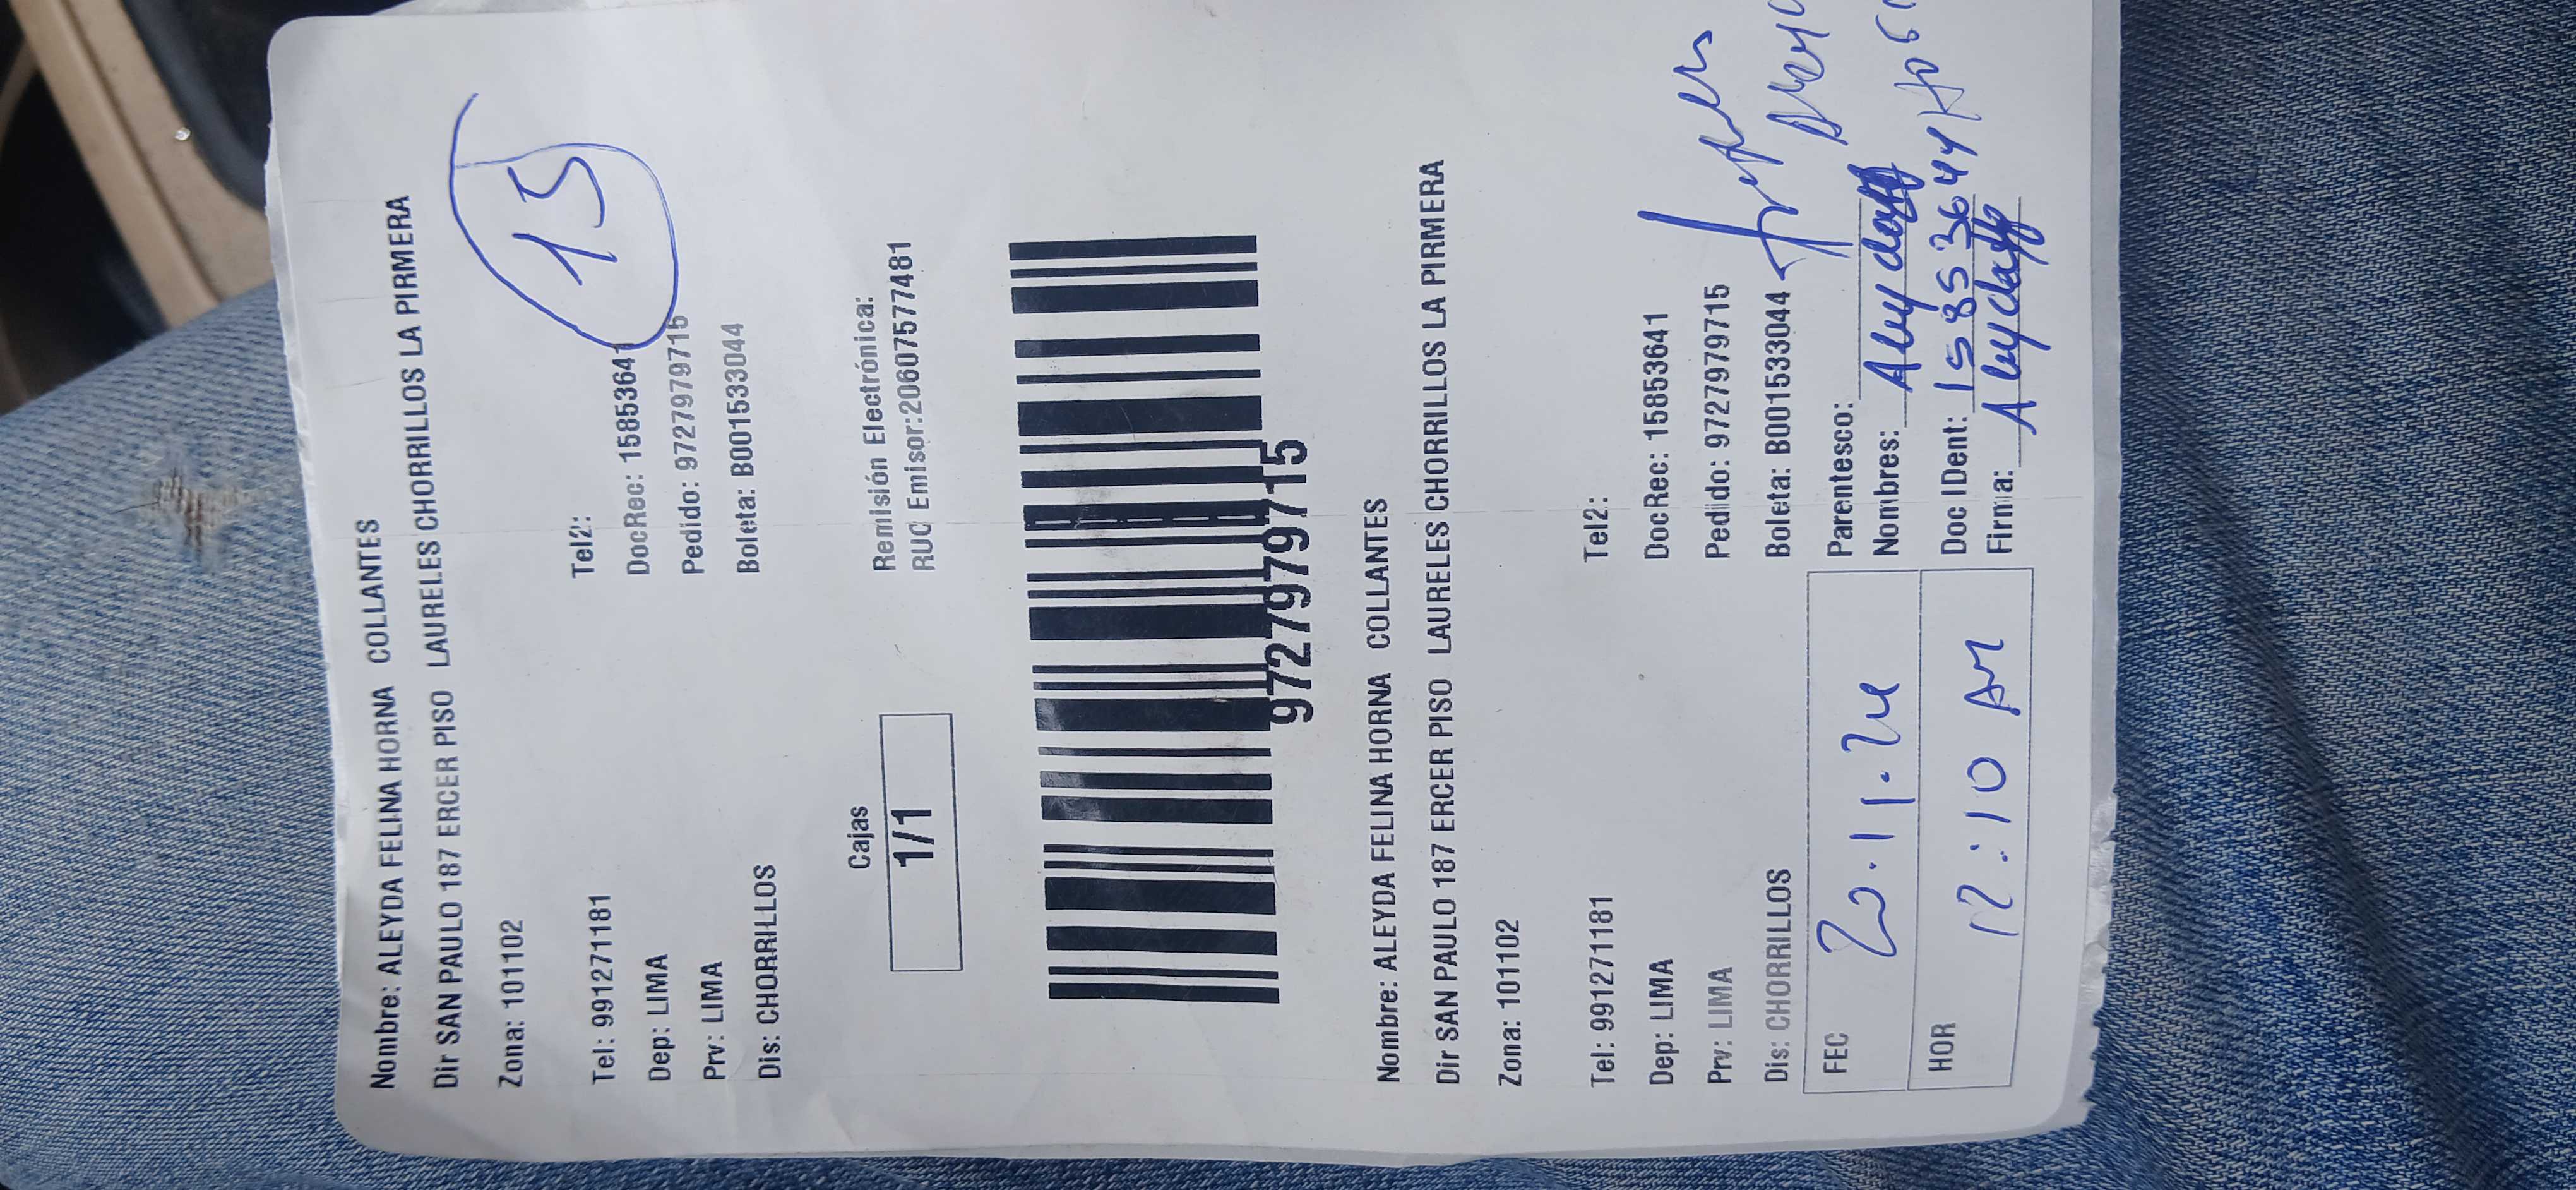 Nombre: ALEYDA FELINA HORNA COLLANTES
Dir SAN PAULO 187 ERCER PISO LAURELES CHORRILLOS LA PIRMERA
Zona: 101102
15
Tel: 991271181 Tel2:
Dep: LIMA DocRec: 15853641
Prv: LIMA Pedido: 9727979715
Dis: CHORRILLOS Boleta: B001533044
Cajas
1/1
Remisión Electrónica:
RUC Emisor:20607577481
9727979715
Nombre: ALEYDA FELINA HORNA COLLANTES
Dir SAN PAULO 187 ERCER PISO LAURELES CHORRILLOS LA PIRMERA
Zona: 101102
Tel: 991271181 Tel2:
Dep: LIMA DocRec: 15853641
Prv: LIMA Pedido: 9727979715
Dis: CHORRILLOS Boleta: B001533044
FEC 20.11.24
HOR 12:10 AM
Parentesco:
Nombres: Aleyda
Doc IDent: 15853644
Firma: Aleyda